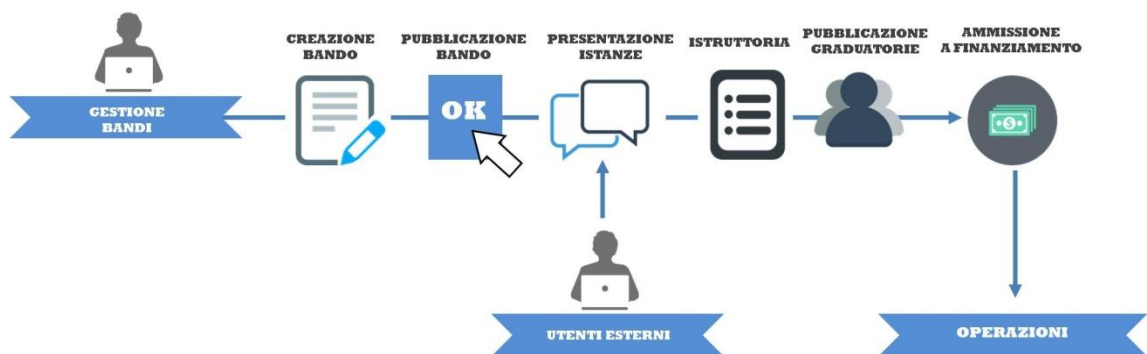 CREAZIONE
BANDO
PUBBLICAZIONE
BANDO
PRESENTAZIONE
ISTANZE
ISTRUTTORIA
PUBBLICAZIONE
GRADUATORIE
AMMISSIONE
A FINANZIAMENTO
GESTIONE
BANDI
OK
$
UTENTI ESTERNI
OPERAZIONI